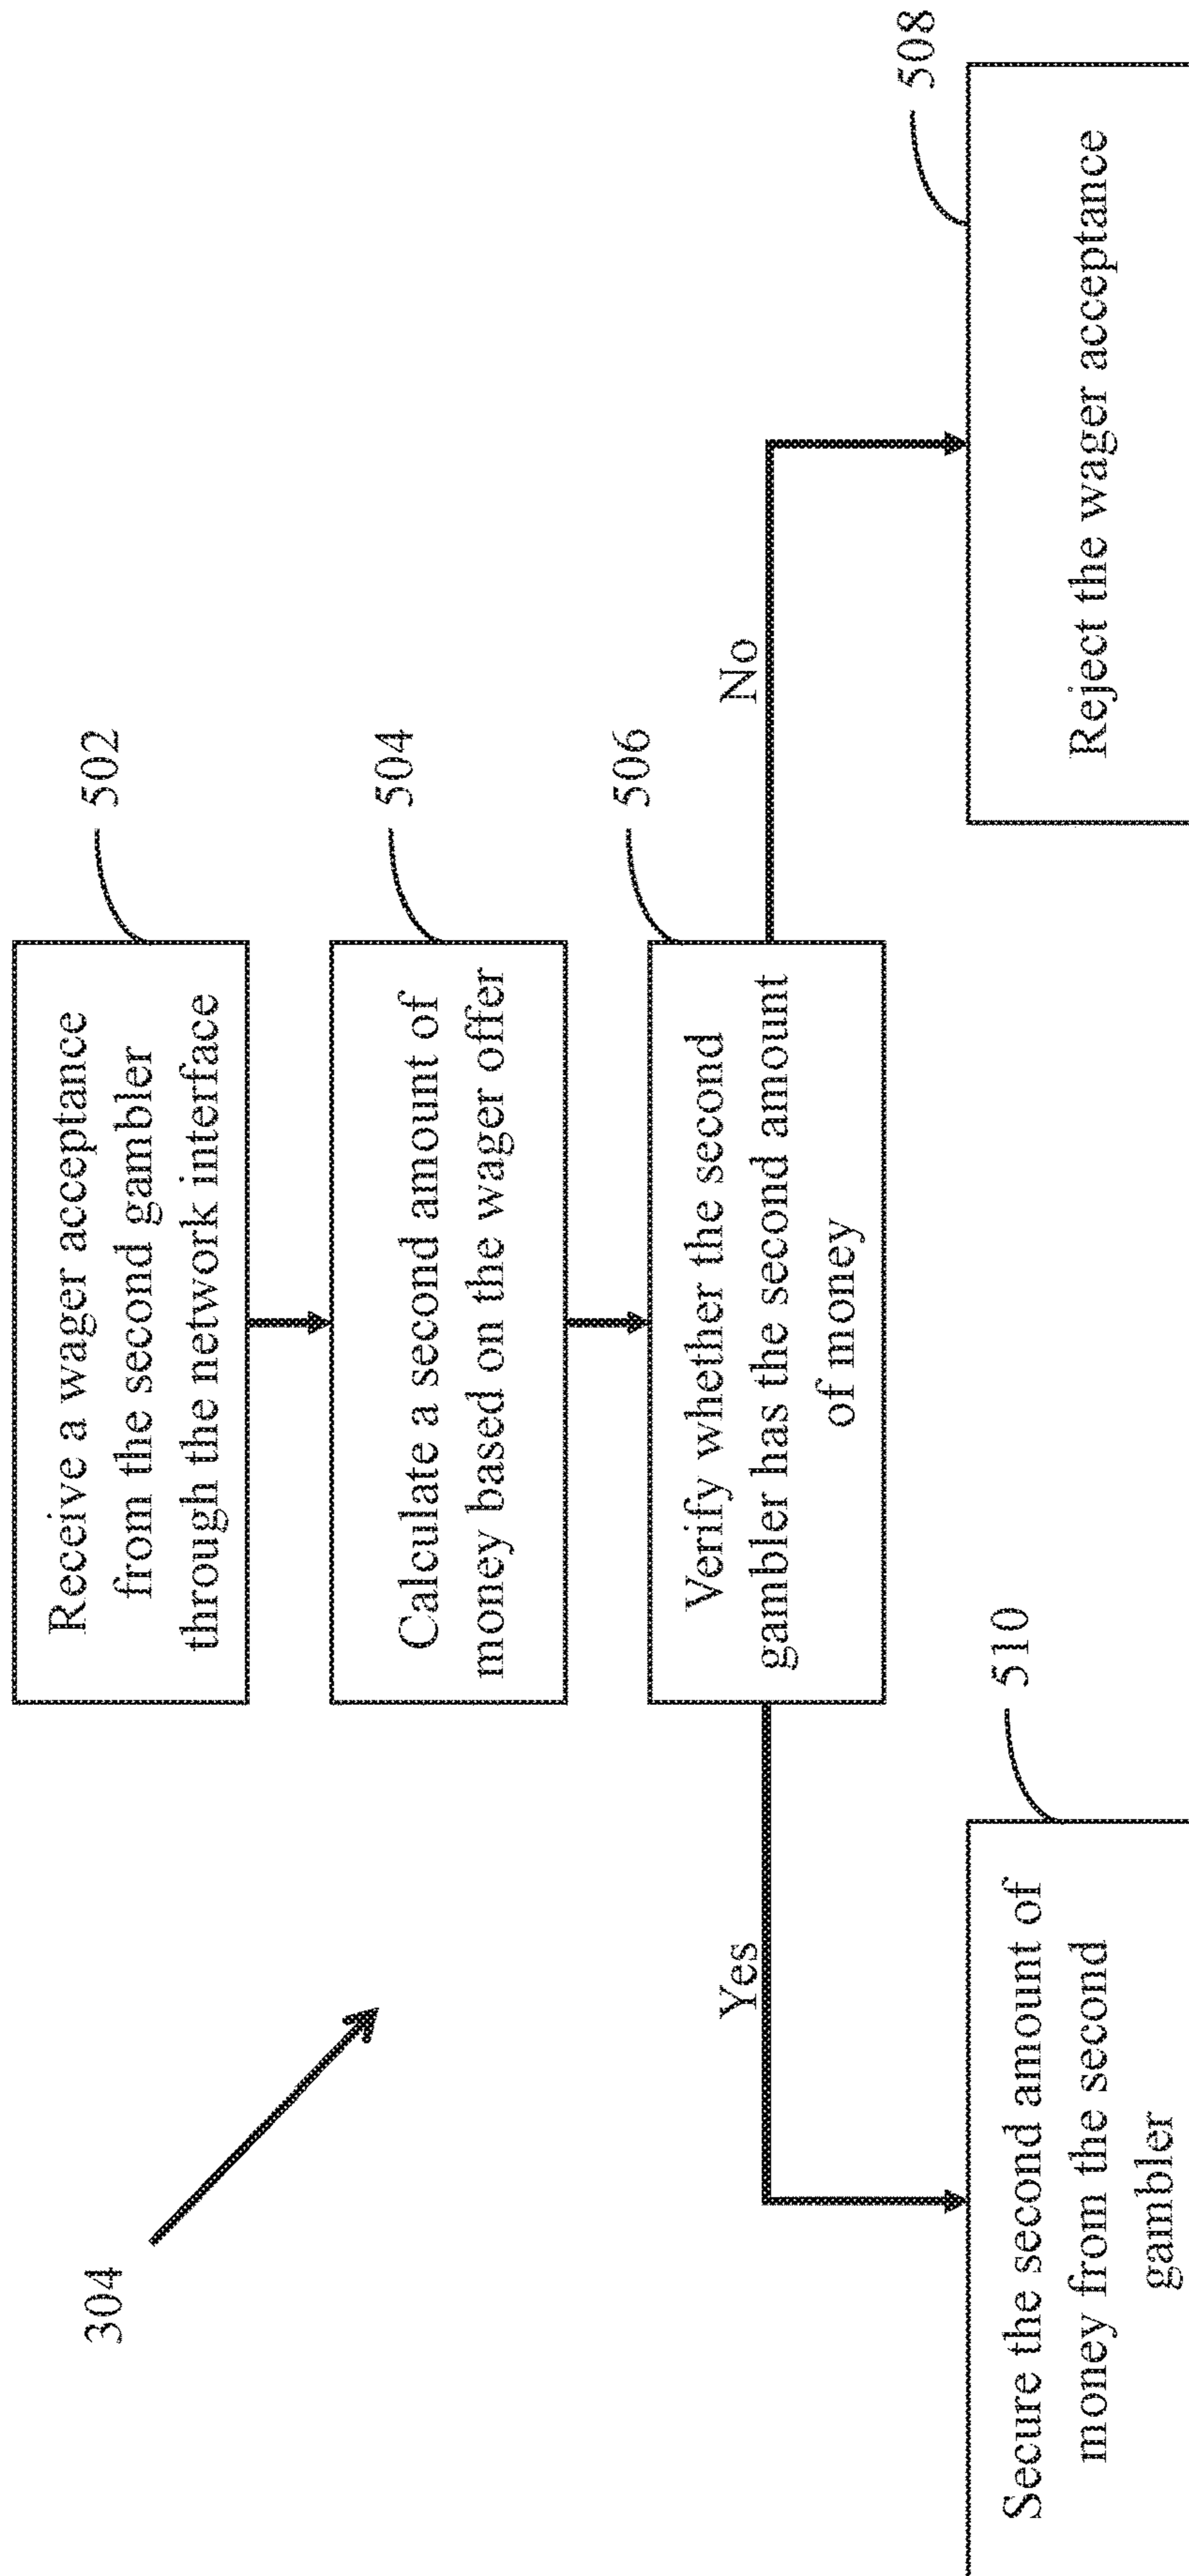 304
502
Receive a wager acceptance
from the second gambler
through the network interface
504
Calculate a second amount of
money based on the wager offer
506
Verify whether the second
gambler has the second amount
of money
Yes
No
510
Secure the second amount of
money from the second
gambler
508
Reject the wager acceptance